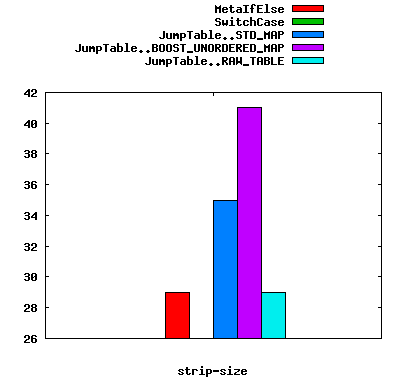 MetaIfElse
SwitchCase
JumpTable..STD_MAP
JumpTable..BOOST_UNORDERED_MAP
JumpTable..RAW_TABLE
42
40
38
36
34
32
30
28
26
strip-size